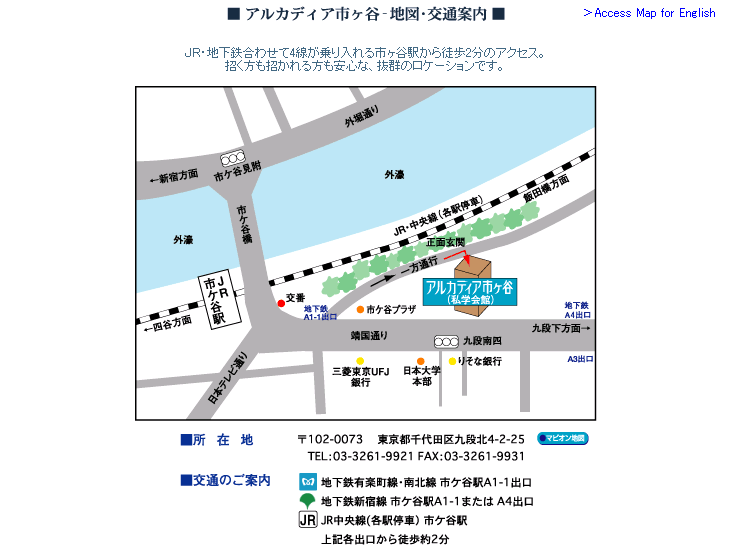 ■ アルカディア市ヶ谷 - 地図・交通案内 ■
＞Access Map for English
JR・地下鉄合わせて4線が乗り入れる市ヶ谷駅から徒歩2分のアクセス。
招く方も招かれる方も安心な、抜群のロケーションです。
外堀通り
←新宿方面
市ケ谷見附
外濠
市ケ谷橋
外濠
JR・中央線（各駅停車）
飯田橋方面
正面玄関
一方通行
アルカディア市ヶ谷
（私学会館）
JR
市ケ谷駅
交番
地下鉄
A1-1出口
市ケ谷プラザ
地下鉄
A4出口
←四谷方面
靖国通り
九段南四
九段下方面→
日本テレビ通り
三菱東京UFJ
銀行
日本大学
本部
りそな銀行
A3出口
■所 在 地
〒102-0073 東京都千代田区九段北4-2-25
マピオン地図
TEL：03-3261-9921 FAX：03-3261-9931
■交通のご案内
地下鉄有楽町線・南北線 市ケ谷駅A1-1出口
地下鉄新宿線 市ケ谷駅A1-1または A4出口
JR JR中央線（各駅停車） 市ケ谷駅
上記各出口から徒歩約2分